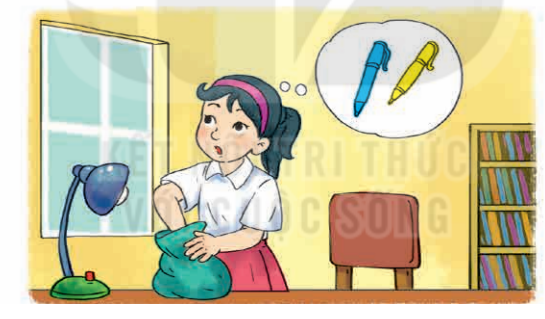 KẾT NỐI TRI THỨC
VỚI CUỘC SỐNG